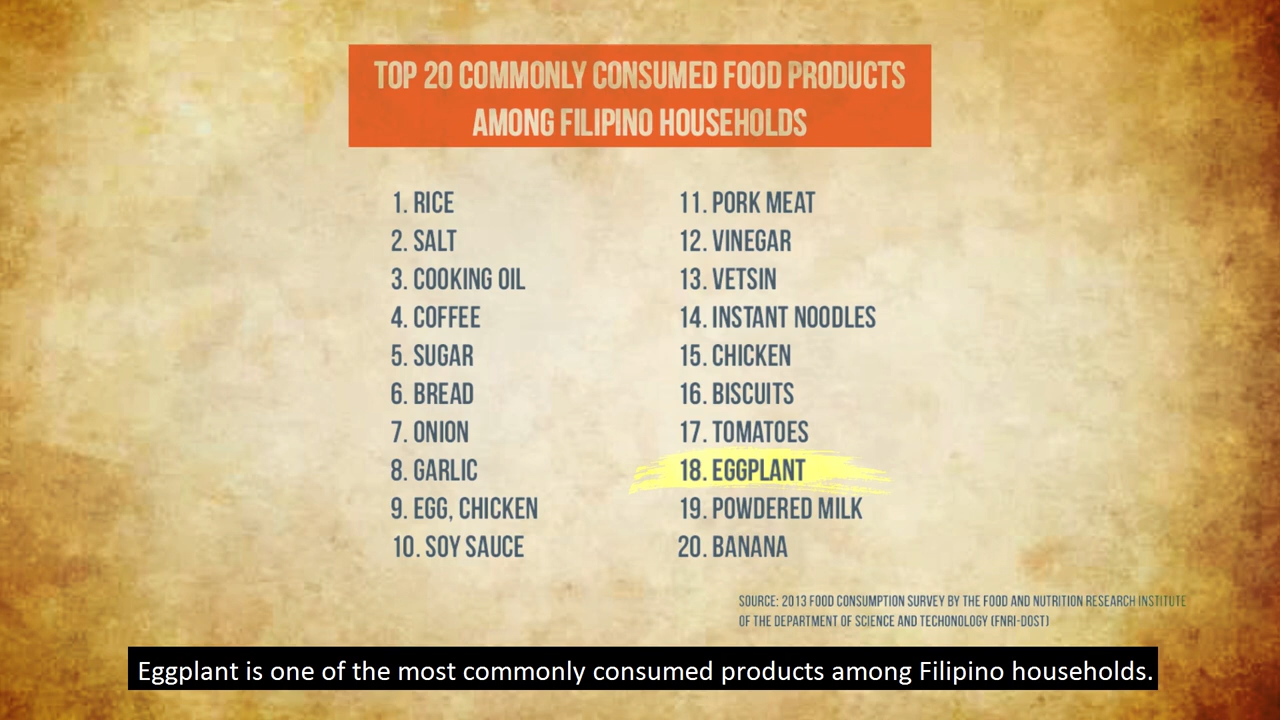 TOP 20 COMMONLY CONSUMED FOOD PRODUCTS
AMONG FILIPINO HOUSEHOLDS
1. RICE
2. SALT
3. COOKING OIL
4. COFFEE
5. SUGAR
6. BREAD
7. ONION
8. GARLIC
9. EGG, CHICKEN
10. SOY SAUCE
11. PORK MEAT
12. VINEGAR
13. VETSIN
14. INSTANT NOODLES
15. CHICKEN
16. BISCUITS
17. TOMATOES
18. EGGPLANT
19. POWDERED MILK
20. BANANA
SOURCE: 2013 FOOD CONSUMPTION SURVEY BY THE FOOD AND NUTRITION RESEARCH INSTITUTE
OF THE DEPARTMENT OF SCIENCE AND TECHONOLOGY (FNRI-DOST)
Eggplant is one of the most commonly consumed products among Filipino households.